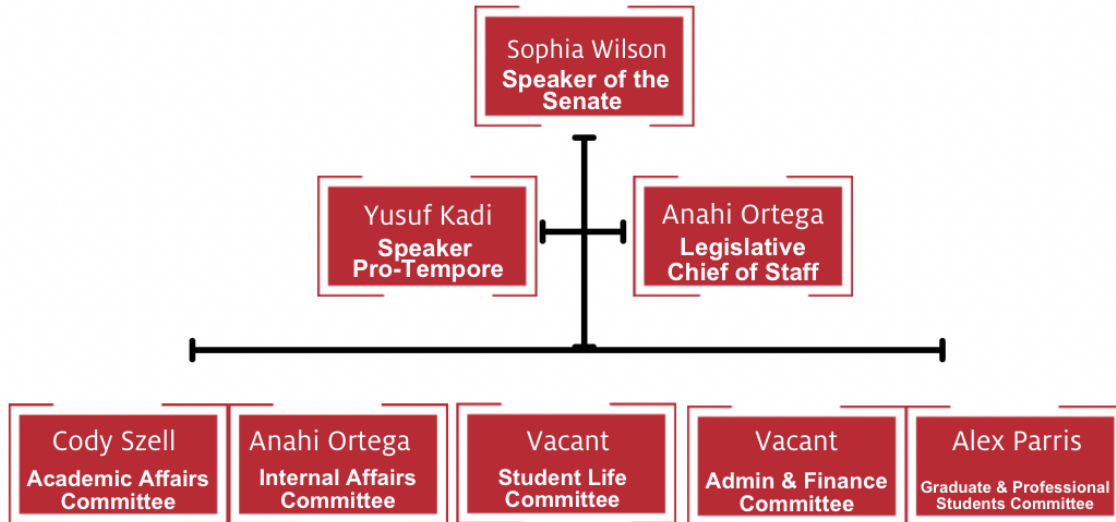 Sophia Wilson
Speaker of the
Senate
Yusuf Kadi
Speaker
Pro-Tempore
Anahi Ortega
Legislative
Chief of Staff
Cody Szell
Academic Affairs
Committee
Anahi Ortega
Internal Affairs
Committee
Vacant
Student Life
Committee
Vacant
Admin & Finance
Committee
Alex Parris
Graduate & Professional
Students Committee